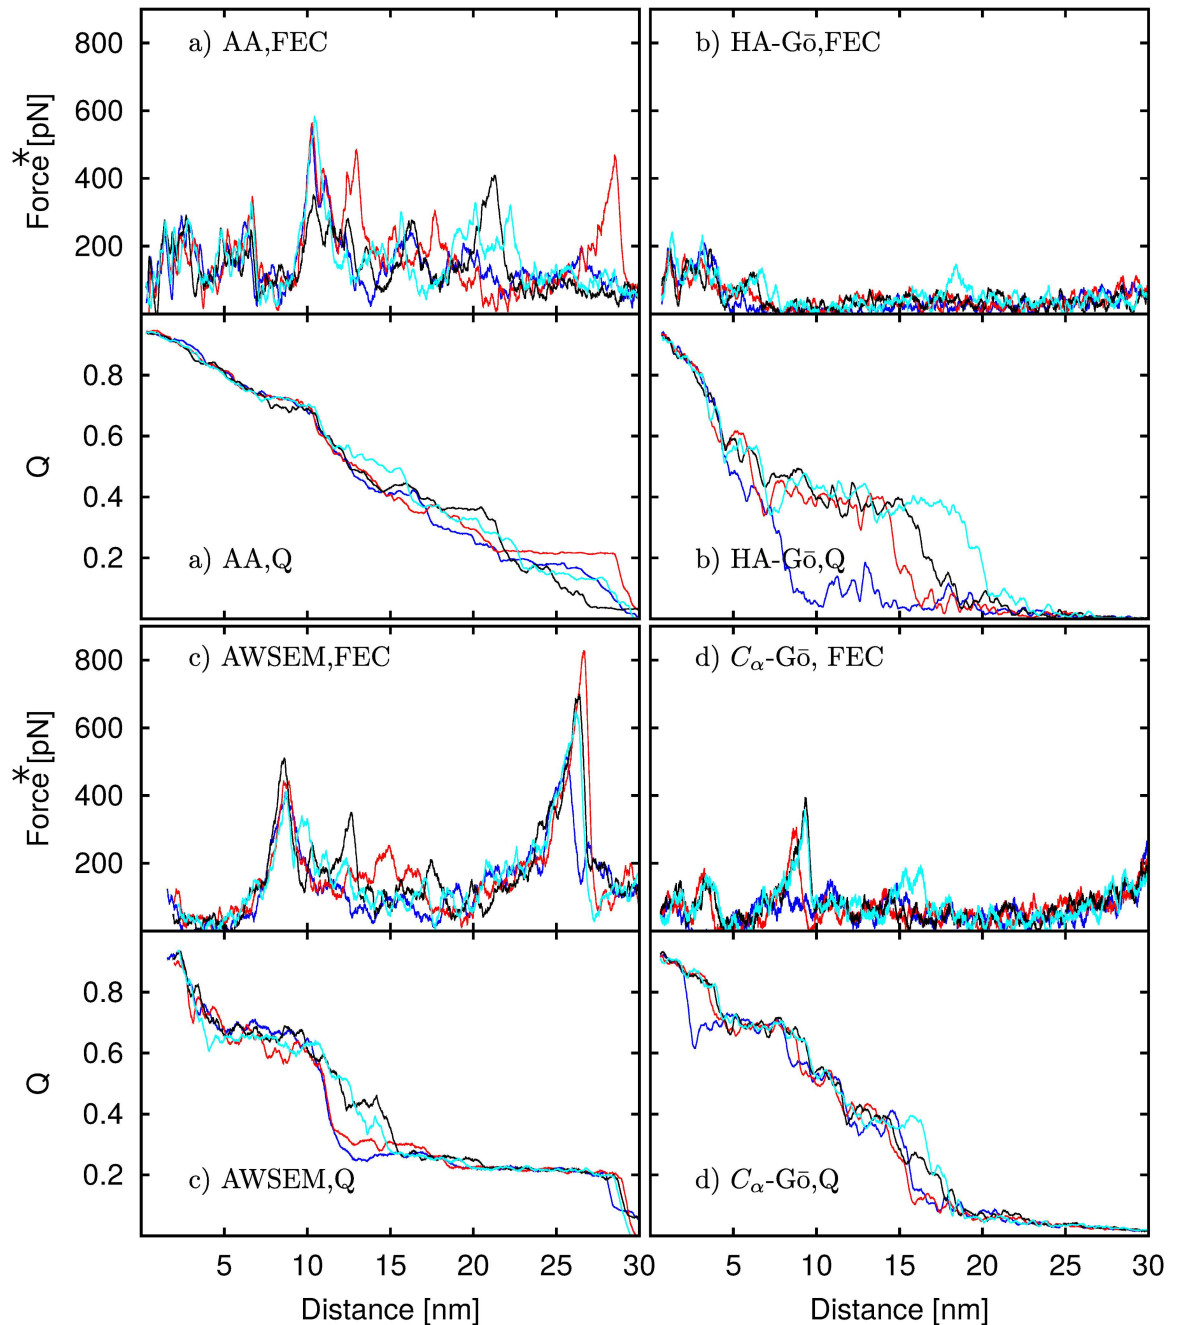 a) AA,FEC
b) HA-Gō,FEC
800
600
400
200
Force* [pN]
0.8
0.6
0.4
0.2
Q
a) AA,Q
b) HA-Gō,Q
c) AWSEM,FEC
d) Cα-Gō, FEC
800
600
400
200
Force* [pN]
0.8
0.6
0.4
0.2
Q
c) AWSEM,Q
d) Cα-Gō,Q
5 10 15 20 25 30 5 10 15 20 25 30
Distance [nm] Distance [nm]